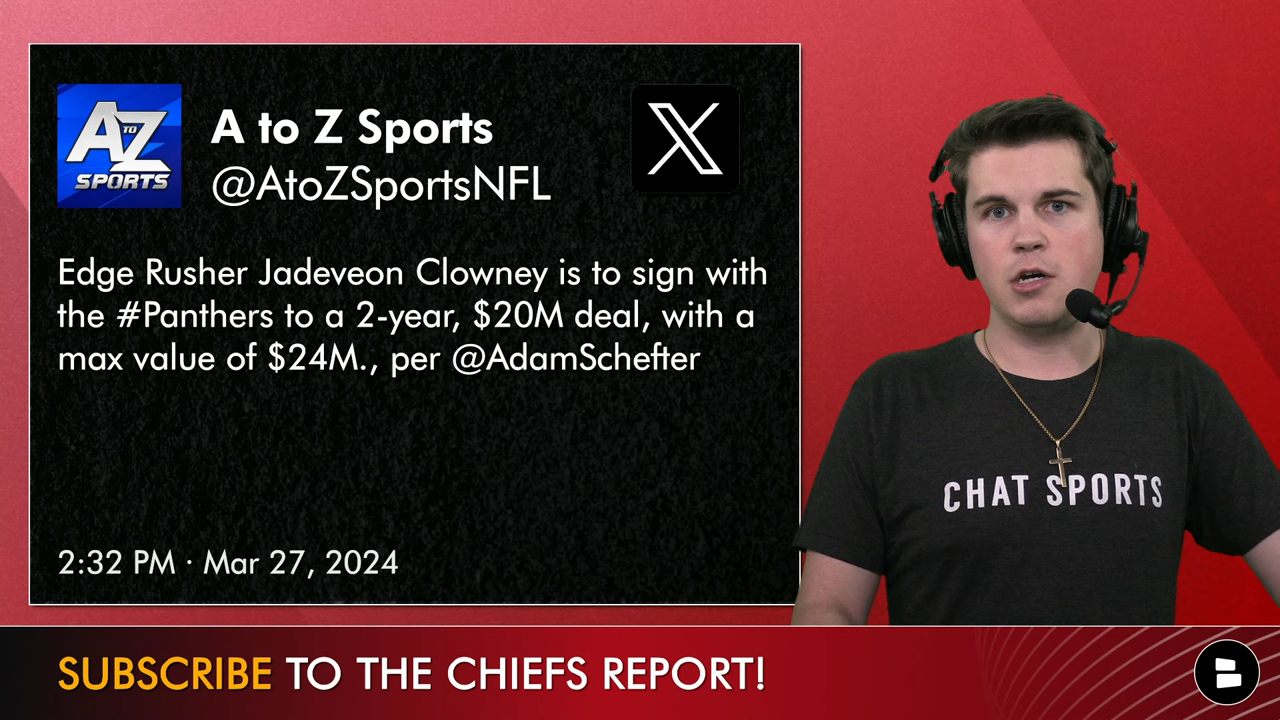 A TO Z
SPORTS
A to Z Sports
@AtoZSportsNFL
Edge Rusher Jadeveon Clowney is to sign with
the #Panthers to a 2-year, $20M deal, with a
max value of $24M., per @AdamSchefter
2:32 PM · Mar 27, 2024
CHAT SPORTS
SUBSCRIBE TO THE CHIEFS REPORT!